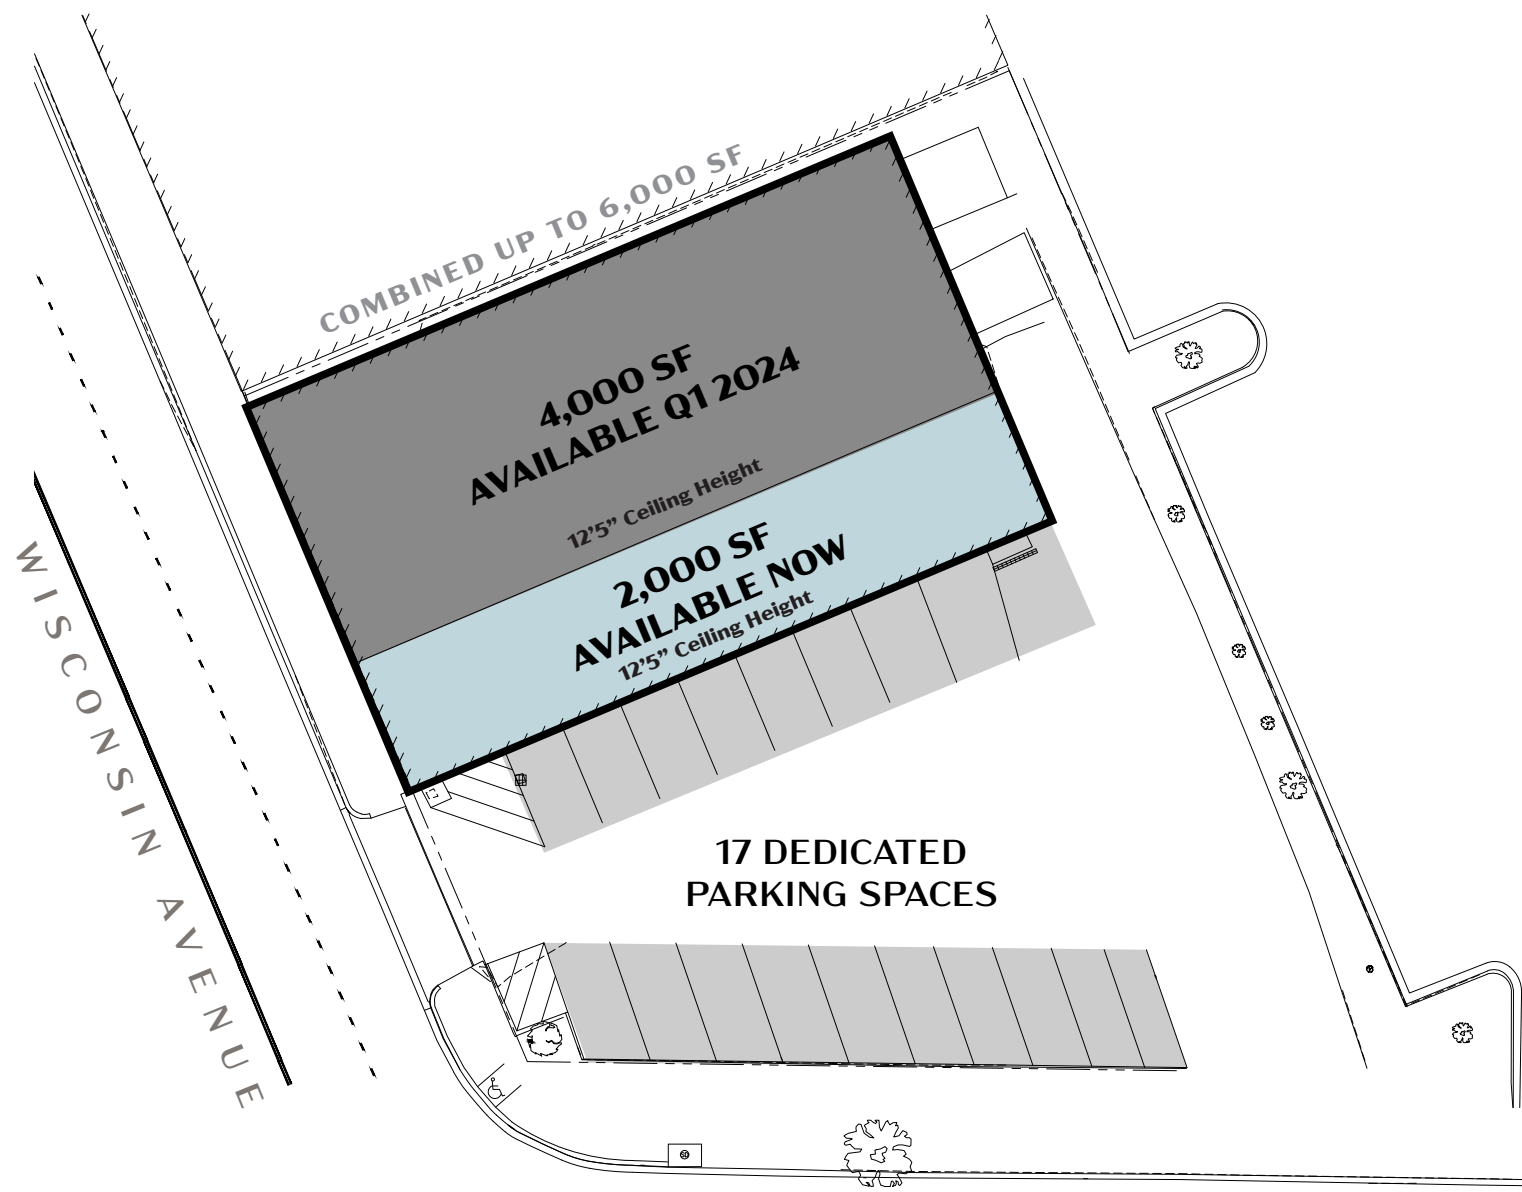 COMBINED UP TO 6,000 SF
4,000 SF
AVAILABLE Q1 2024
12’5” Ceiling Height
2,000 SF
AVAILABLE NOW
12’5” Ceiling Height
WISCONSIN AVENUE
17 DEDICATED
PARKING SPACES